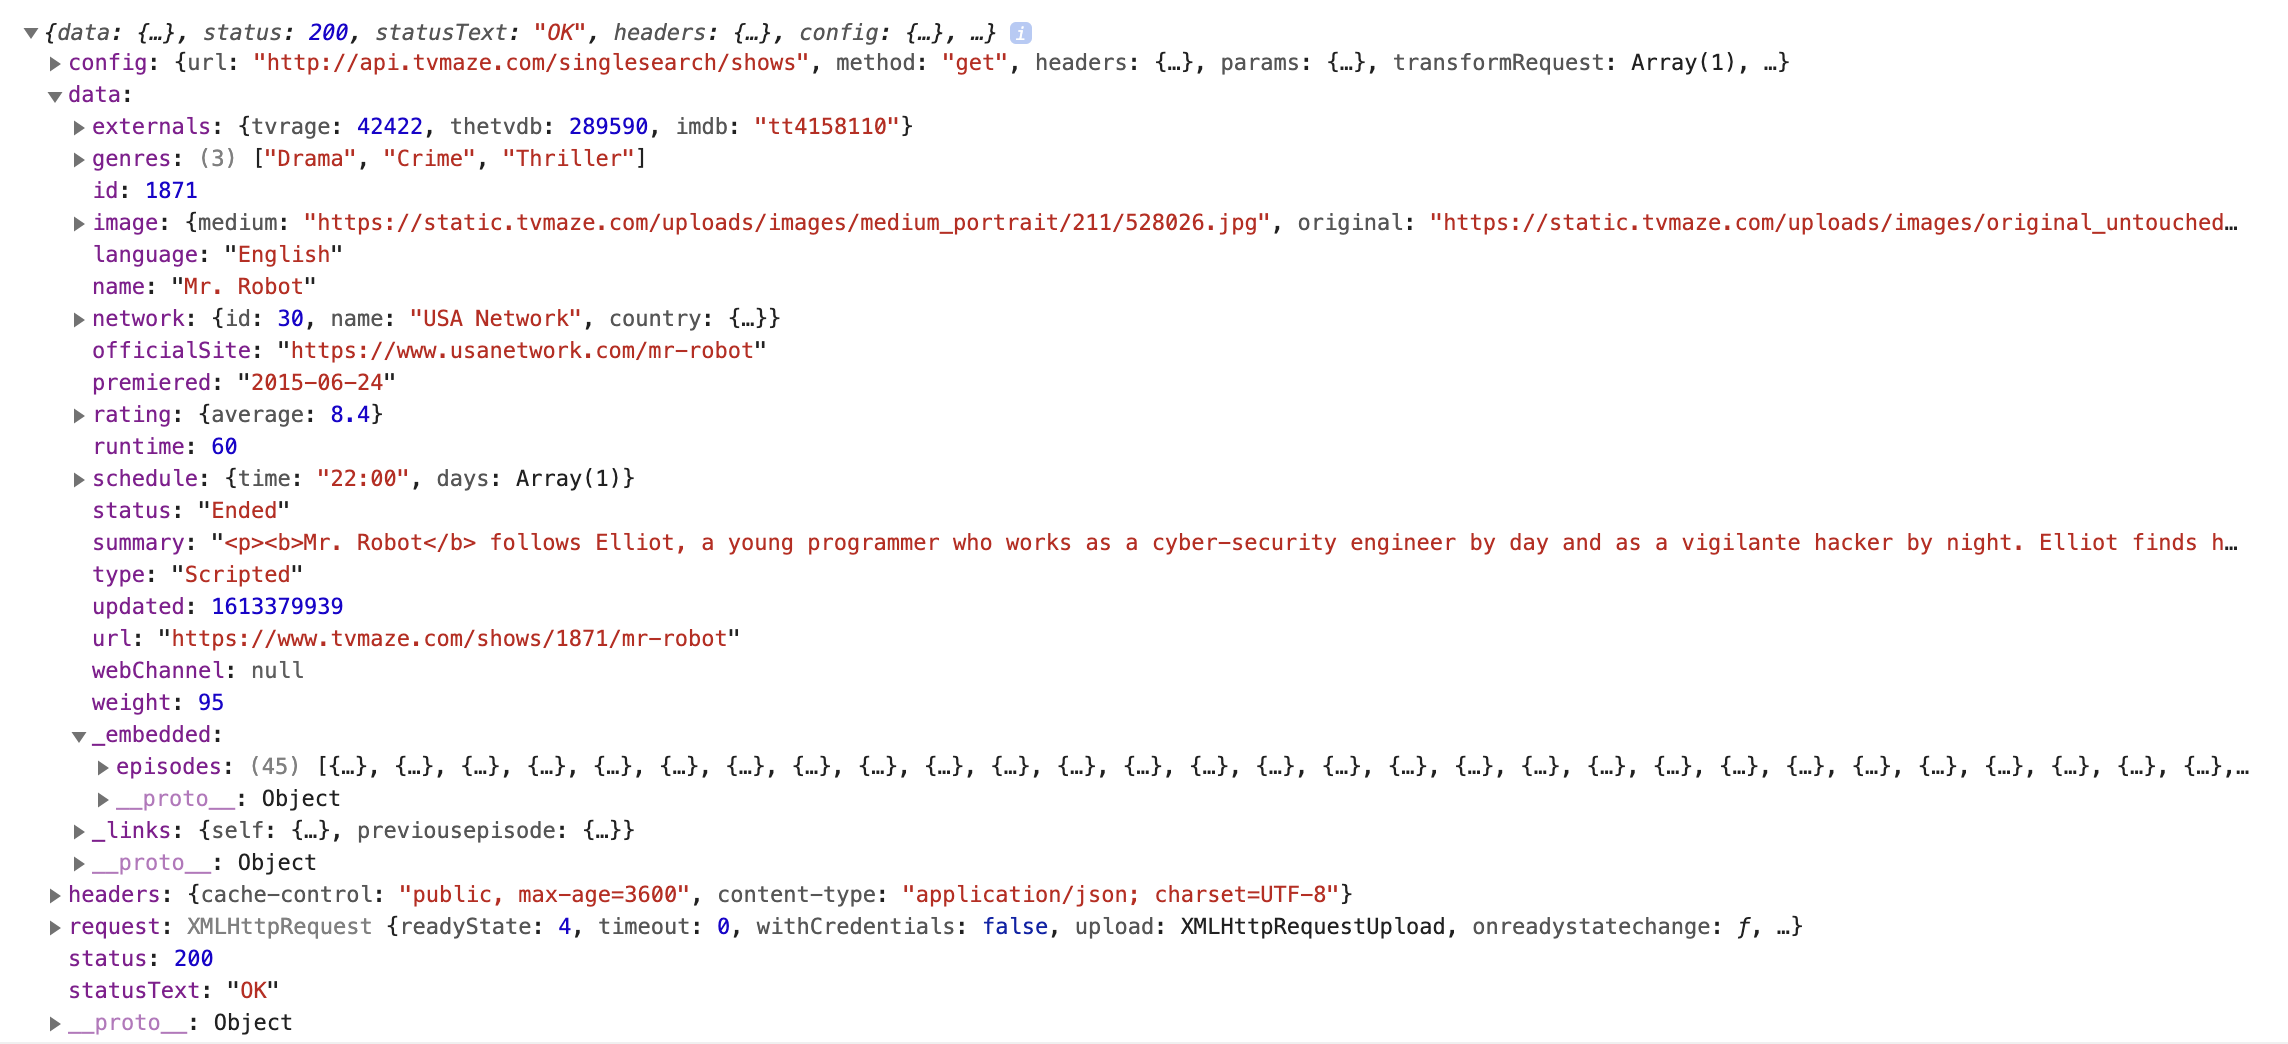 {data: {…}, status: 200, statusText: "OK", headers: {…}, config: {…}, …} i
config: {url: "http://api.tvmaze.com/singlesearch/shows", method: "get", headers: {…}, params: {…}, transformRequest: Array(1), …}
data:
externals: {tvrage: 42422, thetvdb: 289590, imdb: "tt4158110"}
genres: (3) ["Drama", "Crime", "Thriller"]
id: 1871
image: {medium: "https://static.tvmaze.com/uploads/images/medium_portrait/211/528026.jpg", original: "https://static.tvmaze.com/uploads/images/original_untouched…
language: "English"
name: "Mr. Robot"
network: {id: 30, name: "USA Network", country: {…}}
officialSite: "https://www.usanetwork.com/mr-robot"
premiered: "2015-06-24"
rating: {average: 8.4}
runtime: 60
schedule: {time: "22:00", days: Array(1)}
status: "Ended"
summary: "<p><b>Mr. Robot</b> follows Elliot, a young programmer who works as a cyber-security engineer by day and as a vigilante hacker by night. Elliot finds h…
type: "Scripted"
updated: 1613379939
url: "https://www.tvmaze.com/shows/1871/mr-robot"
webChannel: null
weight: 95
_embedded:
episodes: (45) [{…}, {…}, {…}, {…}, {…}, {…}, {…}, {…}, {…}, {…}, {…}, {…}, {…}, {…}, {…}, {…}, {…}, {…}, {…}, {…}, {…}, {…}, {…}, {…}, {…}, {…}, {…}, {…}, {…},…
__proto__: Object
_links: {self: {…}, previousepisode: {…}}
__proto__: Object
headers: {cache-control: "public, max-age=3600", content-type: "application/json; charset=UTF-8"}
request: XMLHttpRequest {readyState: 4, timeout: 0, withCredentials: false, upload: XMLHttpRequestUpload, onreadystatechange: ƒ, …}
status: 200
statusText: "OK"
__proto__: Object